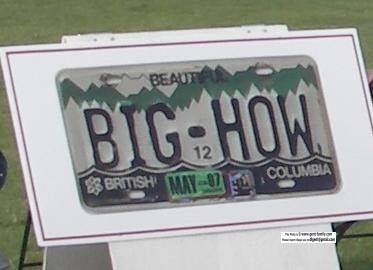 BEAUTIFUL
BIG-HOW
12
BRITISH
COLUMBIA
MAY
07